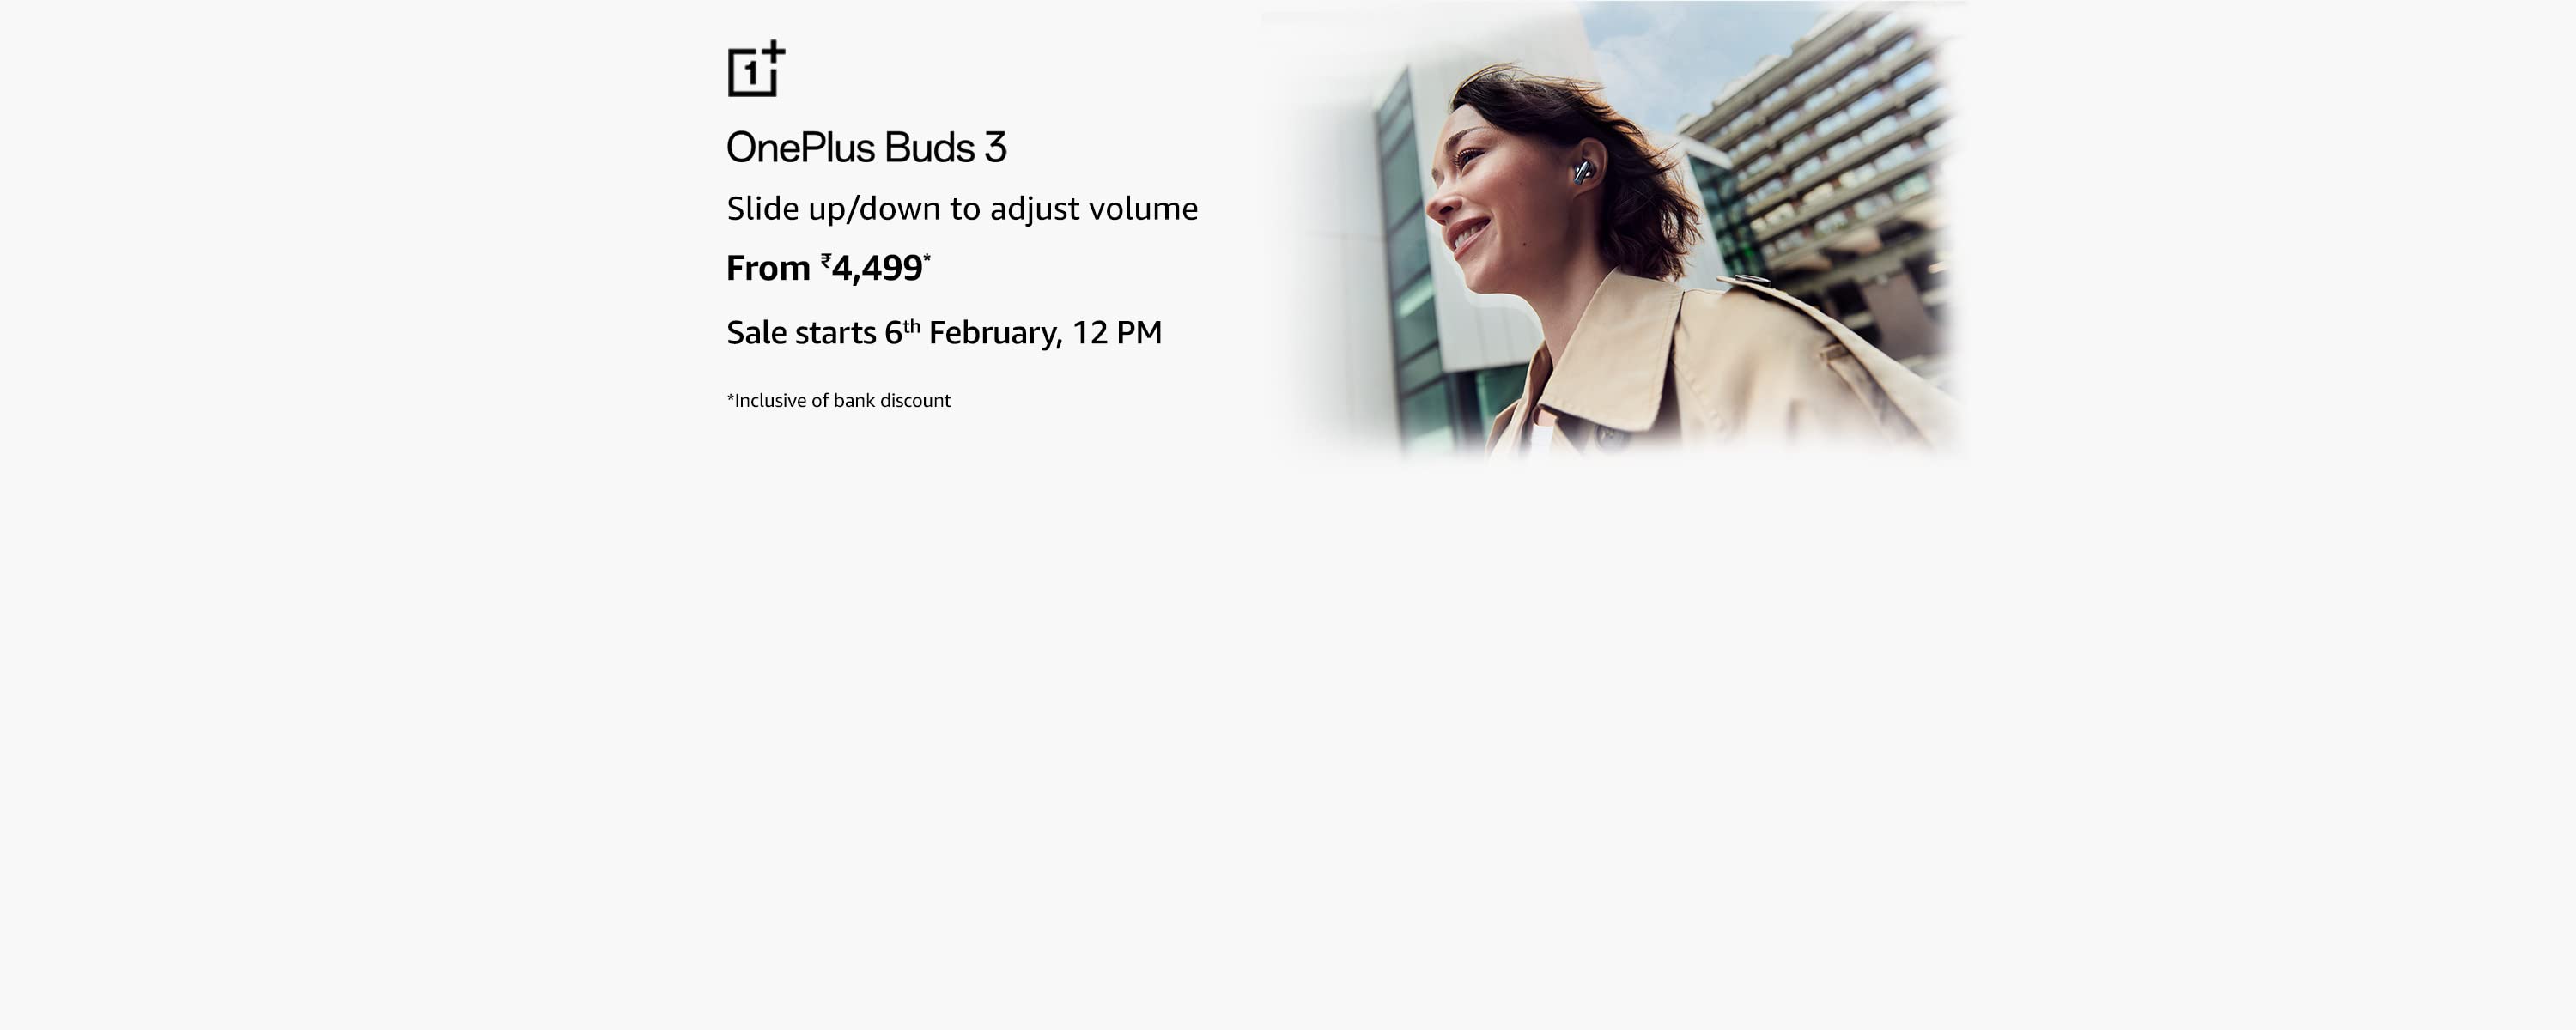 1+
OnePlus Buds 3
Slide up/down to adjust volume
From ₹4,499*
Sale starts 6th February, 12 PM
*Inclusive of bank discount